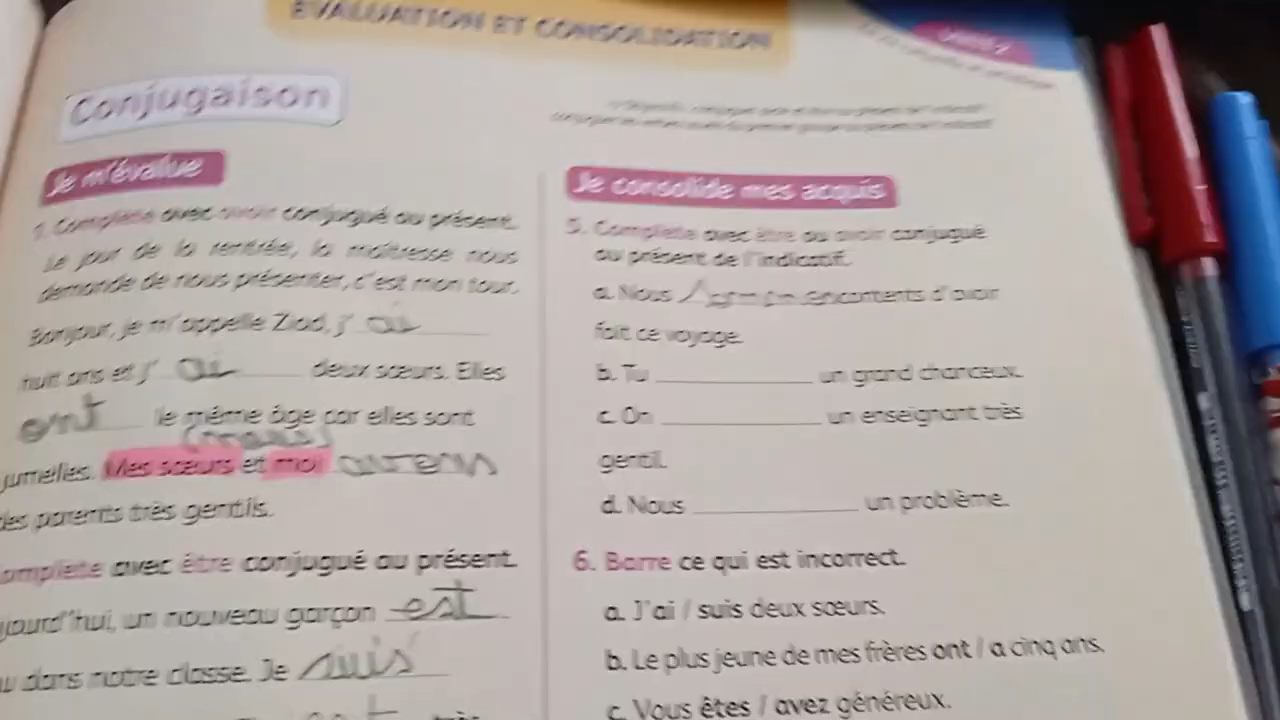 EVALUATION ET CONSOLIDATION
Conjugaison
Je m'évalue
1. Complète avec avoir conjugué au présent.
Le jour de la rentrée, la maîtresse nous
demande de nous présenter, c'est mon tour.
Bonjour, je m'appelle Ziad, j' ai
huit ans et j' ai deux sœurs. Elles
ont le même âge car elles sont
(nous)
jumelles. Mes sœurs et moi avons
des parents très gentils.
omplète avec être conjugué au présent.
jourd'hui, un nouveau garçon est
u dans notre classe. Je suis
Je consolide mes acquis
5. Complète avec être ou avoir conjugué
au présent de l'indicatif.
a. Nous contents d'avoir
fait ce voyage.
b. Tu ______ un grand chanceux.
c. On ______ un enseignant très
gentil.
d. Nous ______ un problème.
6. Barre ce qui est incorrect.
a. J'ai / suis deux sœurs.
b. Le plus jeune de mes frères ont / a cinq ans.
c. Vous êtes / avez généreux.